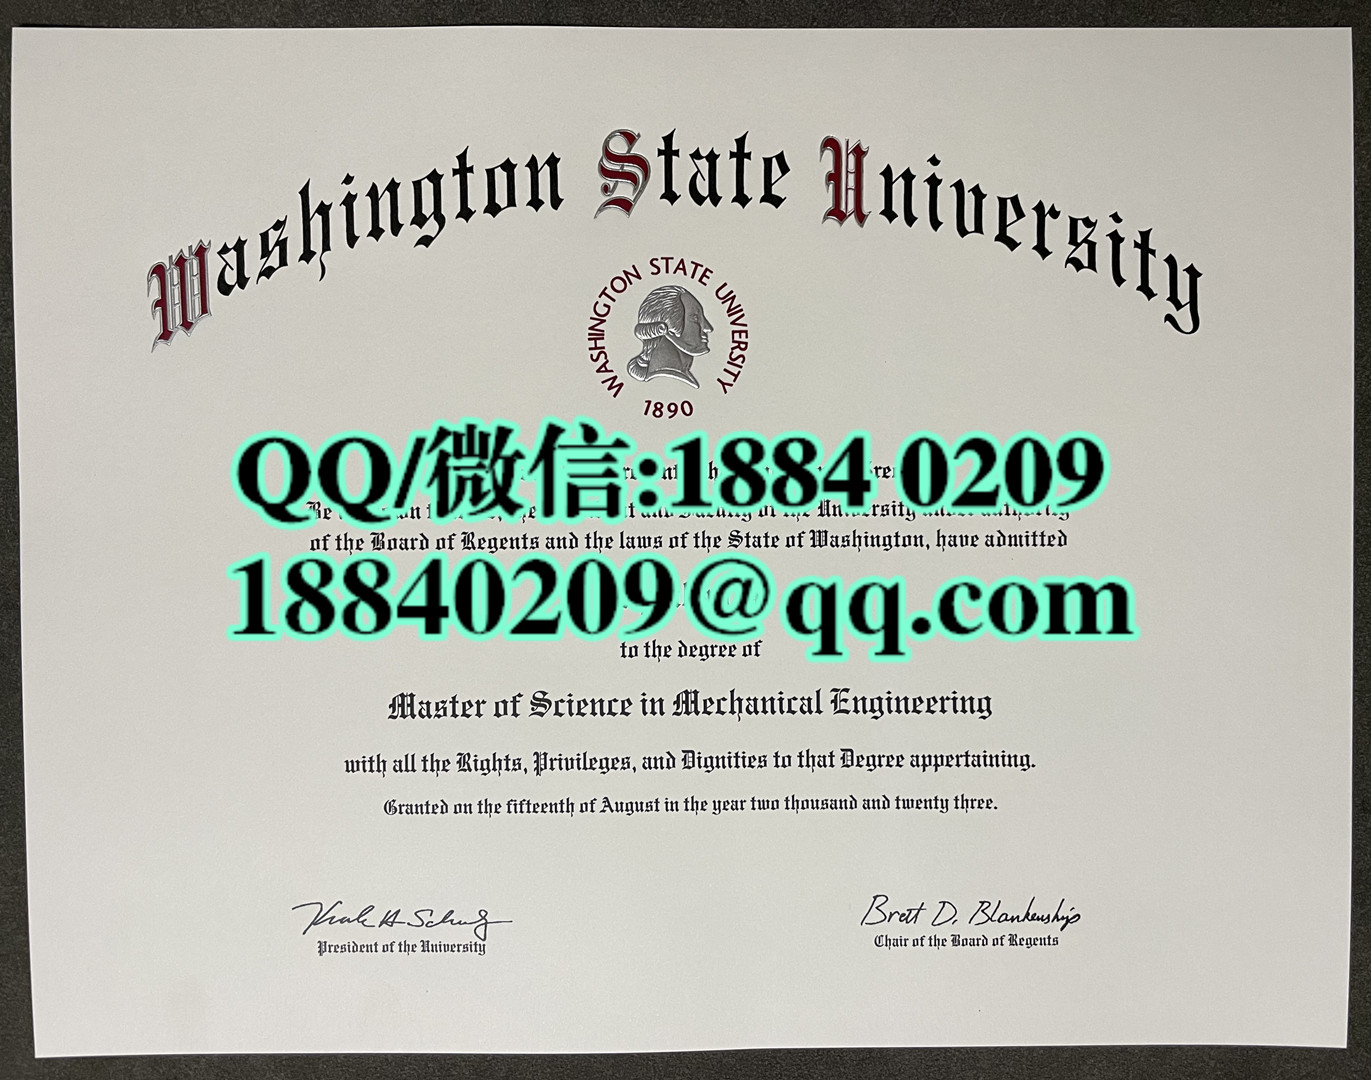 Washington State University
WASHINGTON STATE UNIVERSITY
1890
QQ/微信:1884 0209
of the Board of Regents and the laws of the State of Washington, have admitted
18840209@qq.com
to the degree of
Master of Science in Mechanical Engineering
with all the Rights, Privileges, and Dignities to that Degree appertaining.
Granted on the fifteenth of August in the year two thousand and twenty three.
Brett D. Blankenship
President of the University
Chair of the Board of Regents